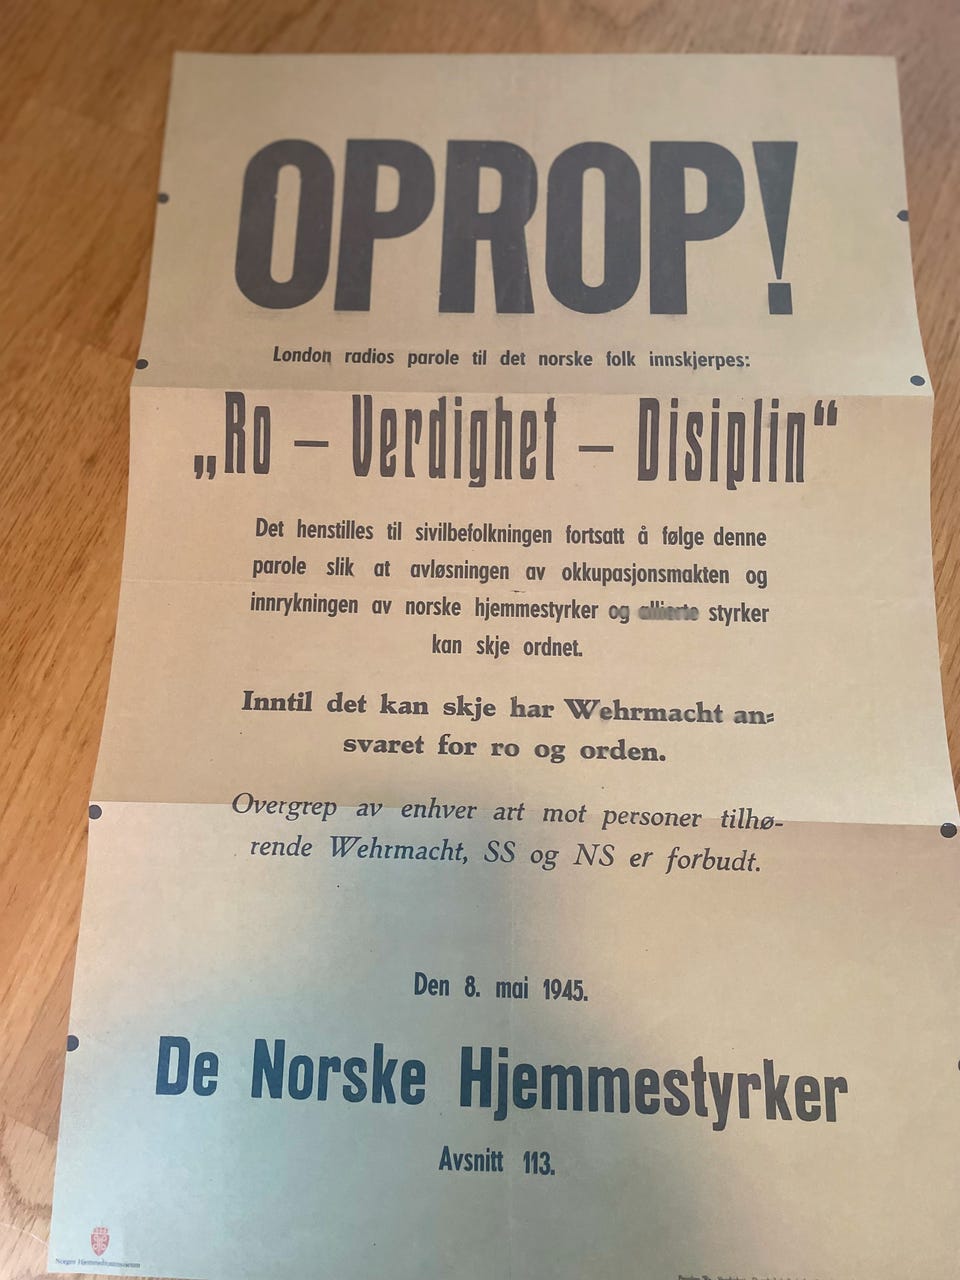 OPROP!
London radios parole til det norske folk innskjerpes:
„Ro – Verdighet – Disiplin“
Det henstilles til sivilbefolkningen fortsatt å følge denne
parole slik at avløsningen av okkupasjonsmakten og
innrykningen av norske hjemmestyrker og allierte styrker
kan skje ordnet.
Inntil det kan skje har Wehrmacht an-
svaret for ro og orden.
Overgrep av enhver art mot personer tilhø-
rende Wehrmacht, SS og NS er forbudt.
Den 8. mai 1945.
De Norske Hjemmestyrker
Avsnitt 113.
Norges Hjemmefrontmuseum